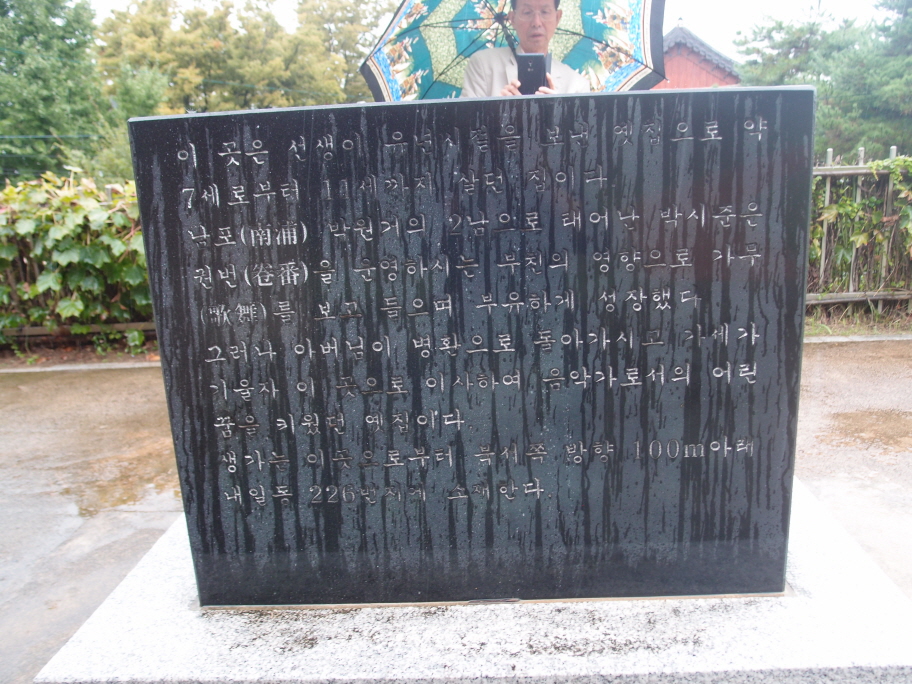 이 곳은 선생이 유년시절을 보낸 옛집으로 약
7세로부터 11세까지 살던 집이다
남포(南浦) 박원거의 2남으로 태어난 박시준은
권번(卷番)을 운영하시는 부친의 영향으로 가무
(歌舞)를 보고 듣으며 부유하게 성장했다
그러나 아버님이 병환으로 돌아가시고 가세가
기울자 이 곳으로 이사하여 음악가로서의 어린
꿈을 키웠던 옛집이다
생가는 이곳으로부터 북서쪽 방향 100m아래
내일동 226번지에 소재한다